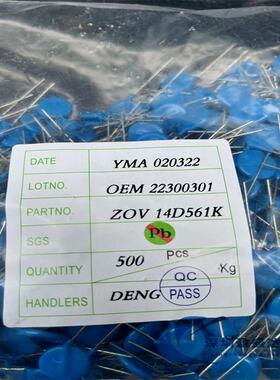 DATE YMA 020322
LOTNO. OEM 22300301
PARTNO. ZOV 14D561K
SGS Pb
QUANTITY 500 PCS Kg
HANDLERS DENG QC PASS